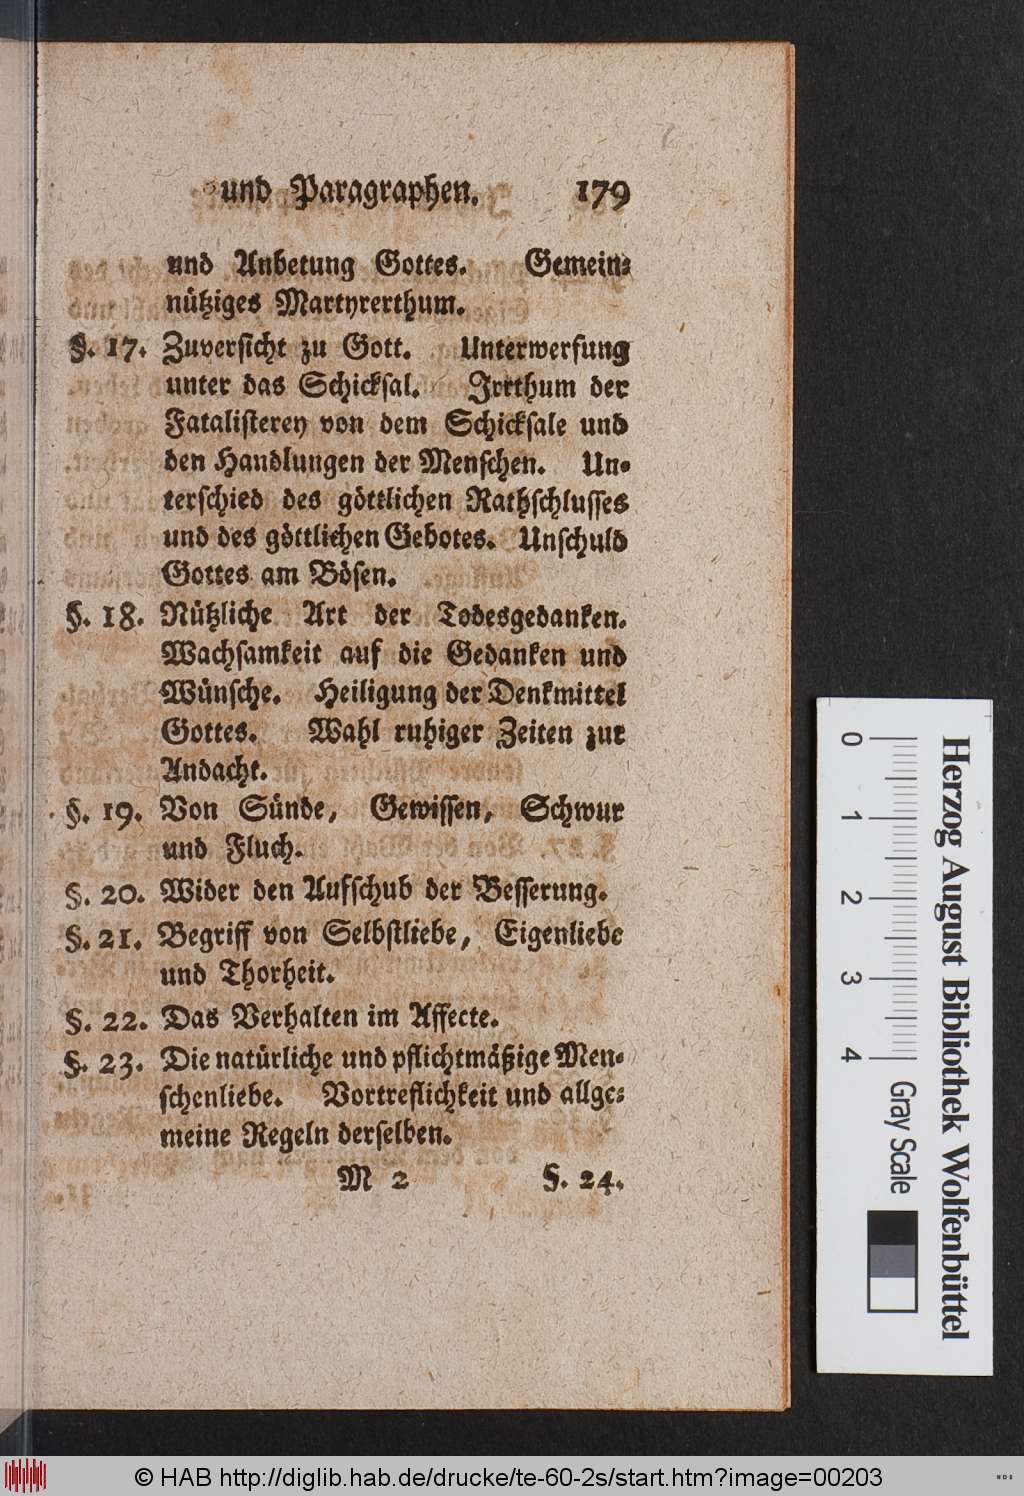 und Paragraphen. 179
und Anbetung Gottes. Gemein-
nütziges Martyrerthum.
§. 17. Zuversicht zu Gott. Unterwerfung
unter das Schicksal. Irrthum der
Fatalisterey von dem Schicksale und
den Handlungen der Menschen. Un-
terschied des göttlichen Rathschlusses
und des göttlichen Gebotes. Unschuld
Gottes am Bösen.
§. 18. Nützliche Art der Todesgedanken.
Wachsamkeit auf die Gedanken und
Wünsche. Heiligung der Denkmittel
Gottes. Wahl ruhiger Zeiten zur
Andacht.
§. 19. Von Sünde, Gewissen, Schwur
und Fluch.
§. 20. Wider den Aufschub der Besserung.
§. 21. Begriff von Selbstliebe, Eigenliebe
und Thorheit.
§. 22. Das Verhalten im Affecte.
§. 23. Die natürliche und pflichtmäßige Men-
schenliebe. Vortreflichkeit und allge-
meine Regeln derselben.
M 2 §. 24.
0 1 2 3 4 Gray Scale
Herzog August Bibliothek Wolfenbüttel
© HAB http://diglib.hab.de/drucke/te-60-2s/start.htm?image=00203